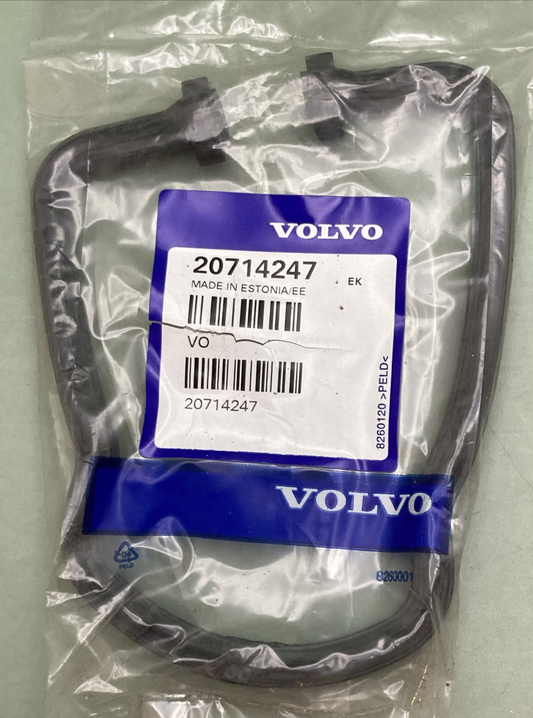 VOLVO
20714247
EK
MADE IN ESTONIA/EE
VO
20714247
8260120 >PELD<
VOLVO
PELD
8260001